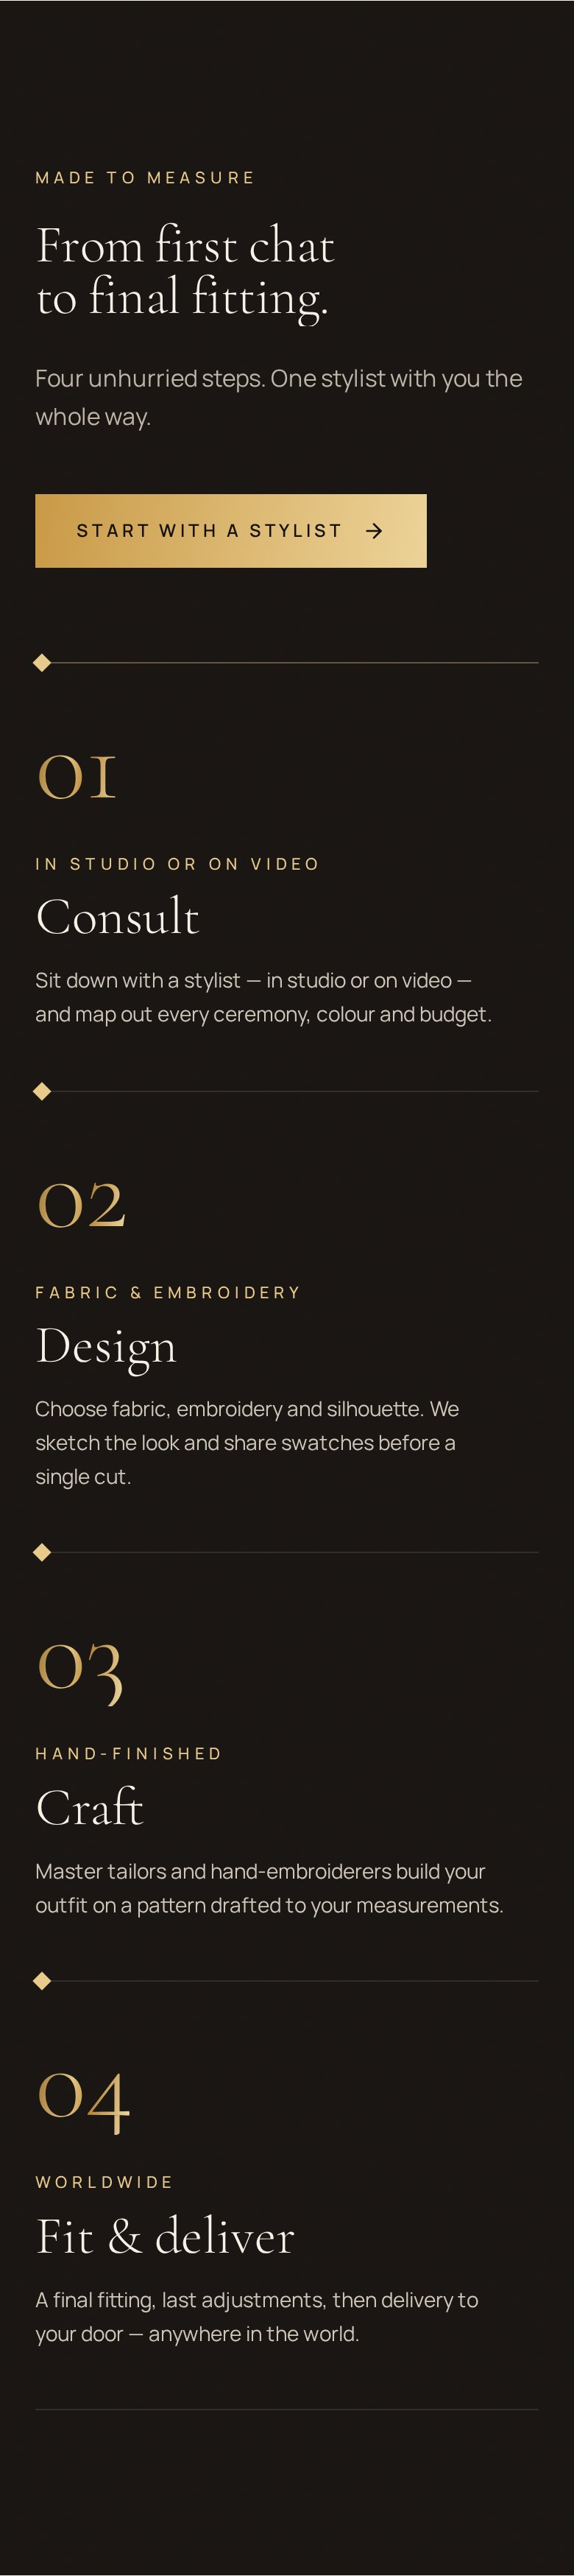 MADE TO MEASURE
From first chat
to final fitting.
Four unhurried steps. One stylist with you the
whole way.
START WITH A STYLIST →
01
IN STUDIO OR ON VIDEO
Consult
Sit down with a stylist — in studio or on video —
and map out every ceremony, colour and budget.
02
FABRIC & EMBROIDERY
Design
Choose fabric, embroidery and silhouette. We
sketch the look and share swatches before a
single cut.
03
HAND-FINISHED
Craft
Master tailors and hand-embroiderers build your
outfit on a pattern drafted to your measurements.
04
WORLDWIDE
Fit & deliver
A final fitting, last adjustments, then delivery to
your door — anywhere in the world.